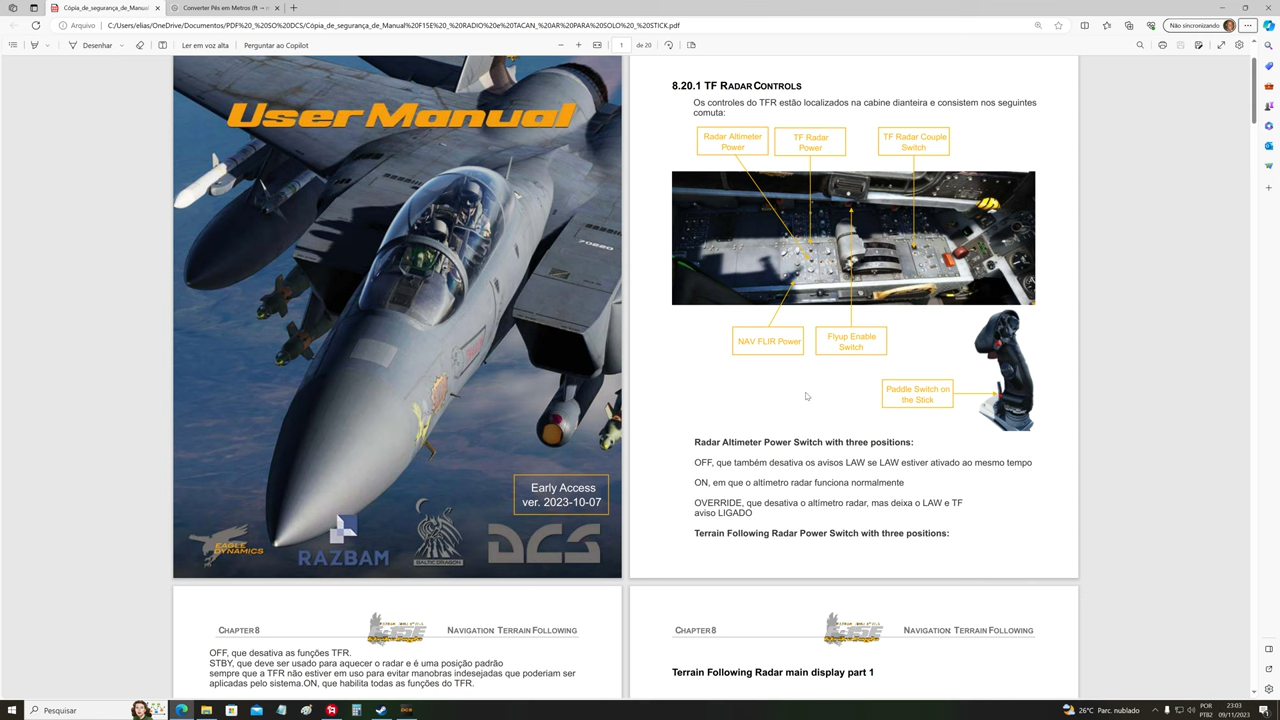 Cópia_de_segurança_de_Manual
Converter Pés em Metros (ft → m
Arquivo
C:/Users/elias/OneDrive/Documentos/PDF%20_%20SO%20DCS/Cópia_de_segurança_de_Manual%20F15E%20_%20RADIO%20e%20TACAN_%20AR%20PARA%20SOLO%20_%20STICK.pdf
Não sincronizando
Desenhar
Ler em voz alta
Perguntar ao Copilot
1
de 20
User Manual
70220
Early Access
ver. 2023-10-07
EAGLE
DYNAMICS
RAZBAM
BALTIC DRAGON
DCS
8.20.1 TF RADAR CONTROLS
Os controles do TFR estão localizados na cabine dianteira e consistem nos seguintes
comuta:
Radar Altimeter
Power
TF Radar
Power
TF Radar Couple
Switch
NAV FLIR Power
Flyup Enable
Switch
Paddle Switch on
the Stick
Radar Altimeter Power Switch with three positions:
OFF, que também desativa os avisos LAW se LAW estiver ativado ao mesmo tempo
ON, em que o altímetro radar funciona normalmente
OVERRIDE, que desativa o altímetro radar, mas deixa o LAW e TF
aviso LIGADO
Terrain Following Radar Power Switch with three positions:
CHAPTER 8
NAVIGATION: TERRAIN FOLLOWING
OFF, que desativa as funções TFR.
STBY, que deve ser usado para aquecer o radar e é uma posição padrão
sempre que a TFR não estiver em uso para evitar manobras indesejadas que poderiam ser
aplicadas pelo sistema.ON, que habilita todas as funções do TFR.
CHAPTER 8
NAVIGATION: TERRAIN FOLLOWING
Terrain Following Radar main display part 1
Pesquisar
26°C Parc. nublado
POR
PTB2
23:03
09/11/2023